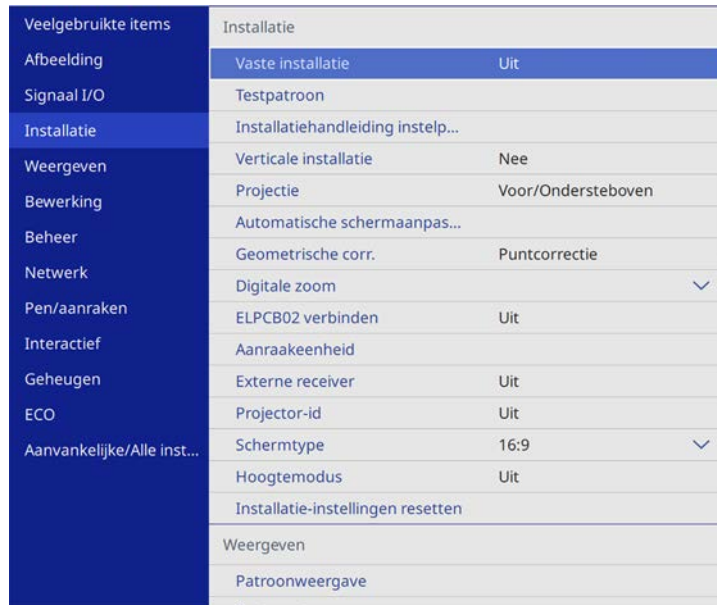 Veelgebruikte items
Afbeelding
Signaal I/O
Installatie
Weergeven
Bewerking
Beheer
Netwerk
Pen/aanraken
Interactief
Geheugen
ECO
Aanvankelijke/Alle inst...
Installatie
Vaste installatie Uit
Testpatroon
Installatiehandleiding instelp...
Verticale installatie Nee
Projectie Voor/Ondersteboven
Automatische schermaanpas...
Geometrische corr. Puntcorrectie
Digitale zoom
ELPCB02 verbinden Uit
Aanraakeenheid
Externe receiver Uit
Projector-id Uit
Schermtype 16:9
Hoogtemodus Uit
Installatie-instellingen resetten
Weergeven
Patroonweergave